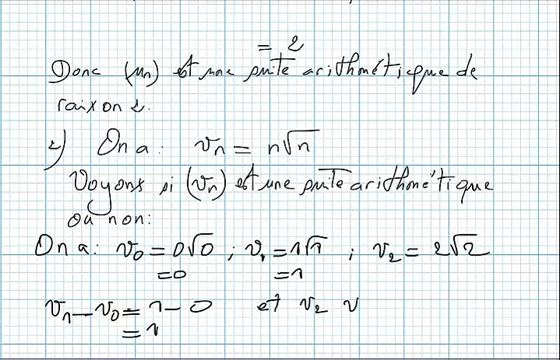 = 2
Donc (un) est une suite arithmétique de
raison 2.
2) On a : vn = n√n
Voyons si (vn) est une suite arithmétique
ou non:
On a: v0 = 0√0 ; v1 = 1√1 ; v2 = 2√2
=0 =1
v1 - v0 = 1 - 0 et v2 v
= 1